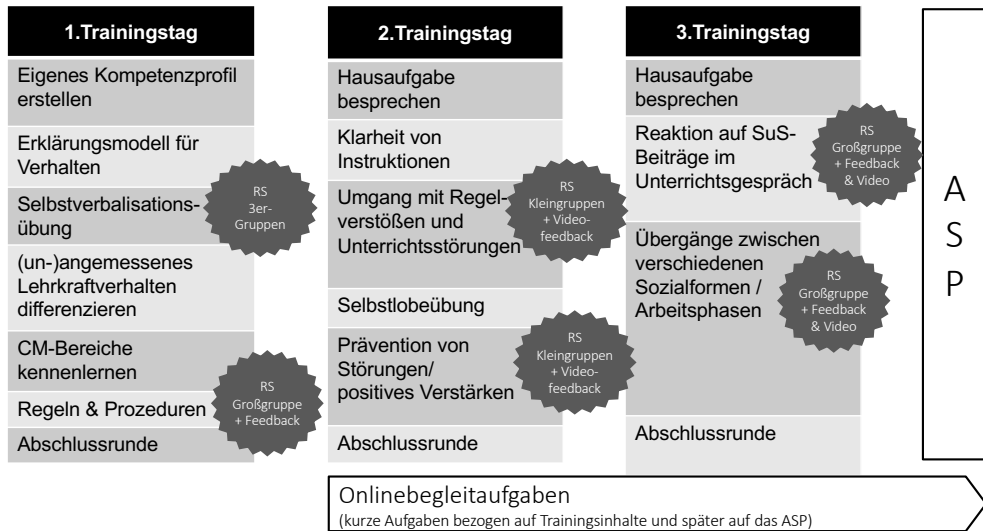 1.Trainingstag
Eigenes Kompetenzprofil
erstellen
Erklärungsmodell für
Verhalten
Selbstverbalisations-
übung
(un-)angemessenes
Lehrkraftverhalten
differenzieren
CM-Bereiche
kennenlernen
Regeln & Prozeduren
Abschlussrunde
RS
3er-
Gruppen
RS
Großgruppe
+ Feedback
2.Trainingstag
Hausaufgabe
besprechen
Klarheit von
Instruktionen
Umgang mit Regel-
verstößen und
Unterrichtsstörungen
Selbstlobeübung
Prävention von
Störungen/
positives Verstärken
Abschlussrunde
RS
Kleingruppen
+ Video-
feedback
RS
Kleingruppen
+ Video-
feedback
3.Trainingstag
Hausaufgabe
besprechen
Reaktion auf SuS-
Beiträge im
Unterrichtsgespräch
Übergänge zwischen
verschiedenen
Sozialformen /
Arbeitsphasen
Abschlussrunde
RS
Großgruppe
+ Feedback
& Video
RS
Großgruppe
+ Feedback
& Video
A
S
P
Onlinebegleitaufgaben
(kurze Aufgaben bezogen auf Trainingsinhalte und später auf das ASP)